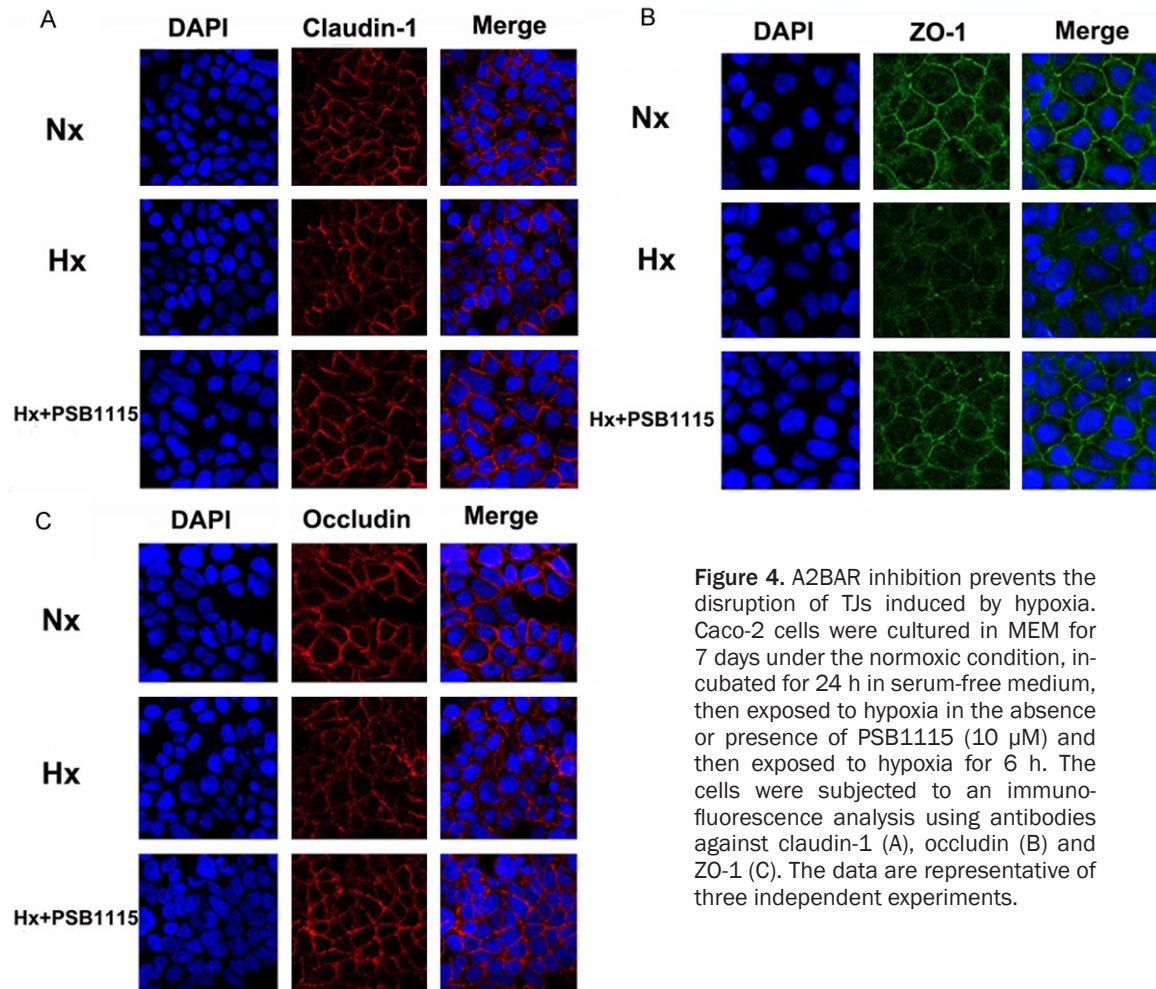 A
DAPI Claudin-1 Merge
Nx
Hx
Hx+PSB1115
B
DAPI ZO-1 Merge
Nx
Hx
Hx+PSB1115
C
DAPI Occludin Merge
Nx
Hx
Hx+PSB1115
Figure 4. A2BAR inhibition prevents the
disruption of TJs induced by hypoxia.
Caco-2 cells were cultured in MEM for
7 days under the normoxic condition, in-
cubated for 24 h in serum-free medium,
then exposed to hypoxia in the absence
or presence of PSB1115 (10 μM) and
then exposed to hypoxia for 6 h. The
cells were subjected to an immuno-
fluorescence analysis using antibodies
against claudin-1 (A), occludin (B) and
ZO-1 (C). The data are representative of
three independent experiments.